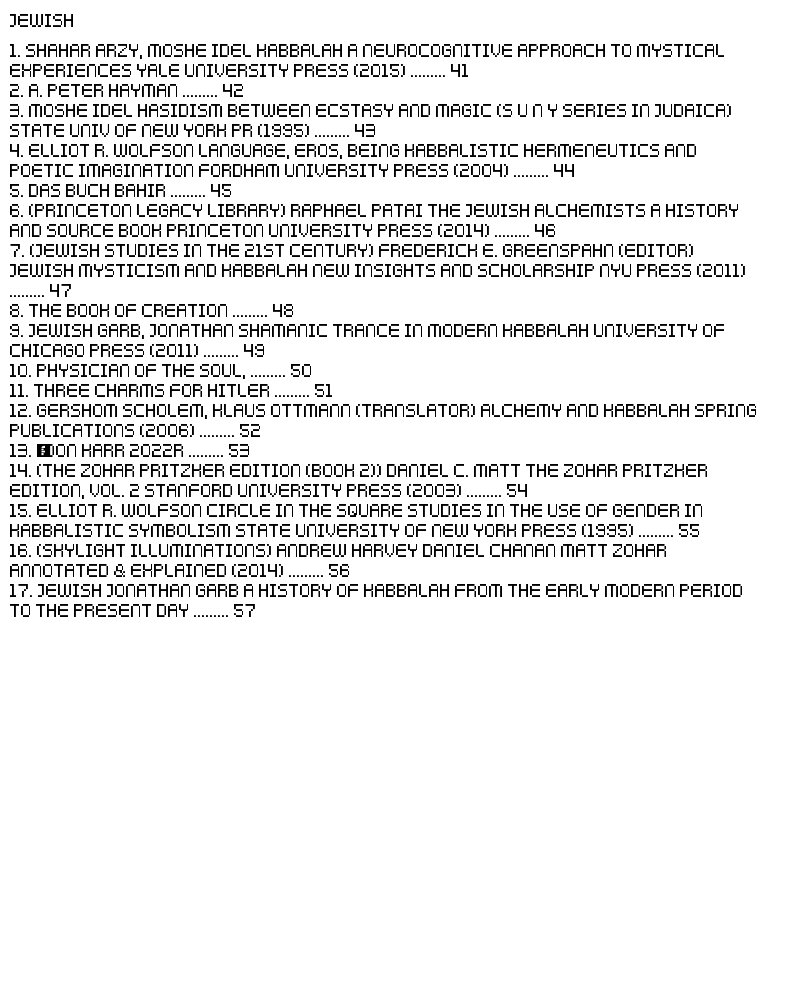 JEWISH
1. SHAHAR ARZY, MOSHE IDEL KABBALAH A NEUROCOGNITIVE APPROACH TO MYSTICAL
EXPERIENCES YALE UNIVERSITY PRESS (2015) ......... 41
2. A. PETER HAYMAN ......... 42
3. MOSHE IDEL HASIDISM BETWEEN ECSTASY AND MAGIC (S U N Y SERIES IN JUDAICA)
STATE UNIV OF NEW YORK PR (1995) ......... 43
4. ELLIOT R. WOLFSON LANGUAGE, EROS, BEING KABBALISTIC HERMENEUTICS AND
POETIC IMAGINATION FORDHAM UNIVERSITY PRESS (2004) ......... 44
5. DAS BUCH BAHIR ......... 45
6. (PRINCETON LEGACY LIBRARY) RAPHAEL PATAI THE JEWISH ALCHEMISTS A HISTORY
AND SOURCE BOOK PRINCETON UNIVERSITY PRESS (2014) ......... 46
7. (JEWISH STUDIES IN THE 21ST CENTURY) FREDERICK E. GREENSPAHN (EDITOR)
JEWISH MYSTICISM AND KABBALAH NEW INSIGHTS AND SCHOLARSHIP NYU PRESS (2011)
......... 47
8. THE BOOK OF CREATION ......... 48
9. JEWISH GARB, JONATHAN SHAMANIC TRANCE IN MODERN KABBALAH UNIVERSITY OF
CHICAGO PRESS (2011) ......... 49
10. PHYSICIAN OF THE SOUL, ......... 50
11. THREE CHARMS FOR HITLER ......... 51
12. GERSHOM SCHOLEM, KLAUS OTTMANN (TRANSLATOR) ALCHEMY AND KABBALAH SPRING
PUBLICATIONS (2006) ......... 52
13. KARR 2022R ......... 53
14. (THE ZOHAR PRITZKER EDITION (BOOK 2)) DANIEL C. MATT THE ZOHAR PRITZKER
EDITION, VOL. 2 STANFORD UNIVERSITY PRESS (2003) ......... 54
15. ELLIOT R. WOLFSON CIRCLE IN THE SQUARE STUDIES IN THE USE OF GENDER IN
KABBALISTIC SYMBOLISM STATE UNIVERSITY OF NEW YORK PRESS (1995) ......... 55
16. (SKYLIGHT ILLUMINATIONS) ANDREW HARVEY DANIEL CHANAN MATT ZOHAR
ANNOTATED & EXPLAINED (2014) ......... 56
17. JEWISH JONATHAN GARB A HISTORY OF KABBALAH FROM THE EARLY MODERN PERIOD
TO THE PRESENT DAY ......... 57